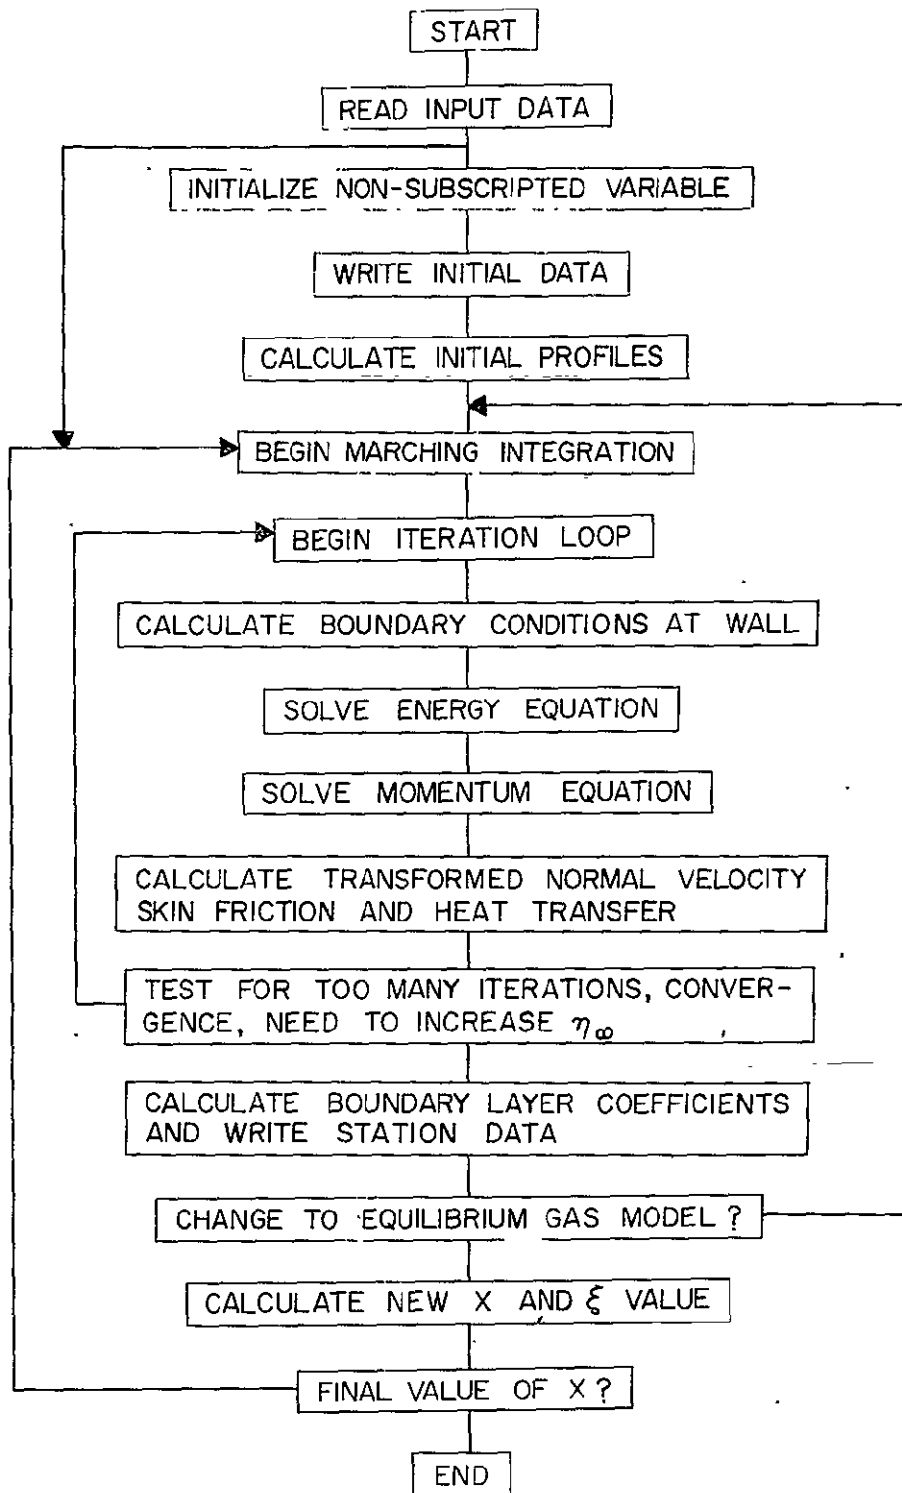 START
READ INPUT DATA
INITIALIZE NON-SUBSCRIPTED VARIABLE
WRITE INITIAL DATA
CALCULATE INITIAL PROFILES
BEGIN MARCHING INTEGRATION
BEGIN ITERATION LOOP
CALCULATE BOUNDARY CONDITIONS AT WALL
SOLVE ENERGY EQUATION
SOLVE MOMENTUM EQUATION
CALCULATE TRANSFORMED NORMAL VELOCITY
SKIN FRICTION AND HEAT TRANSFER
TEST FOR TOO MANY ITERATIONS, CONVER-
GENCE, NEED TO INCREASE η∞
CALCULATE BOUNDARY LAYER COEFFICIENTS
AND WRITE STATION DATA
CHANGE TO EQUILIBRIUM GAS MODEL ?
CALCULATE NEW X AND ξ VALUE
FINAL VALUE OF X ?
END